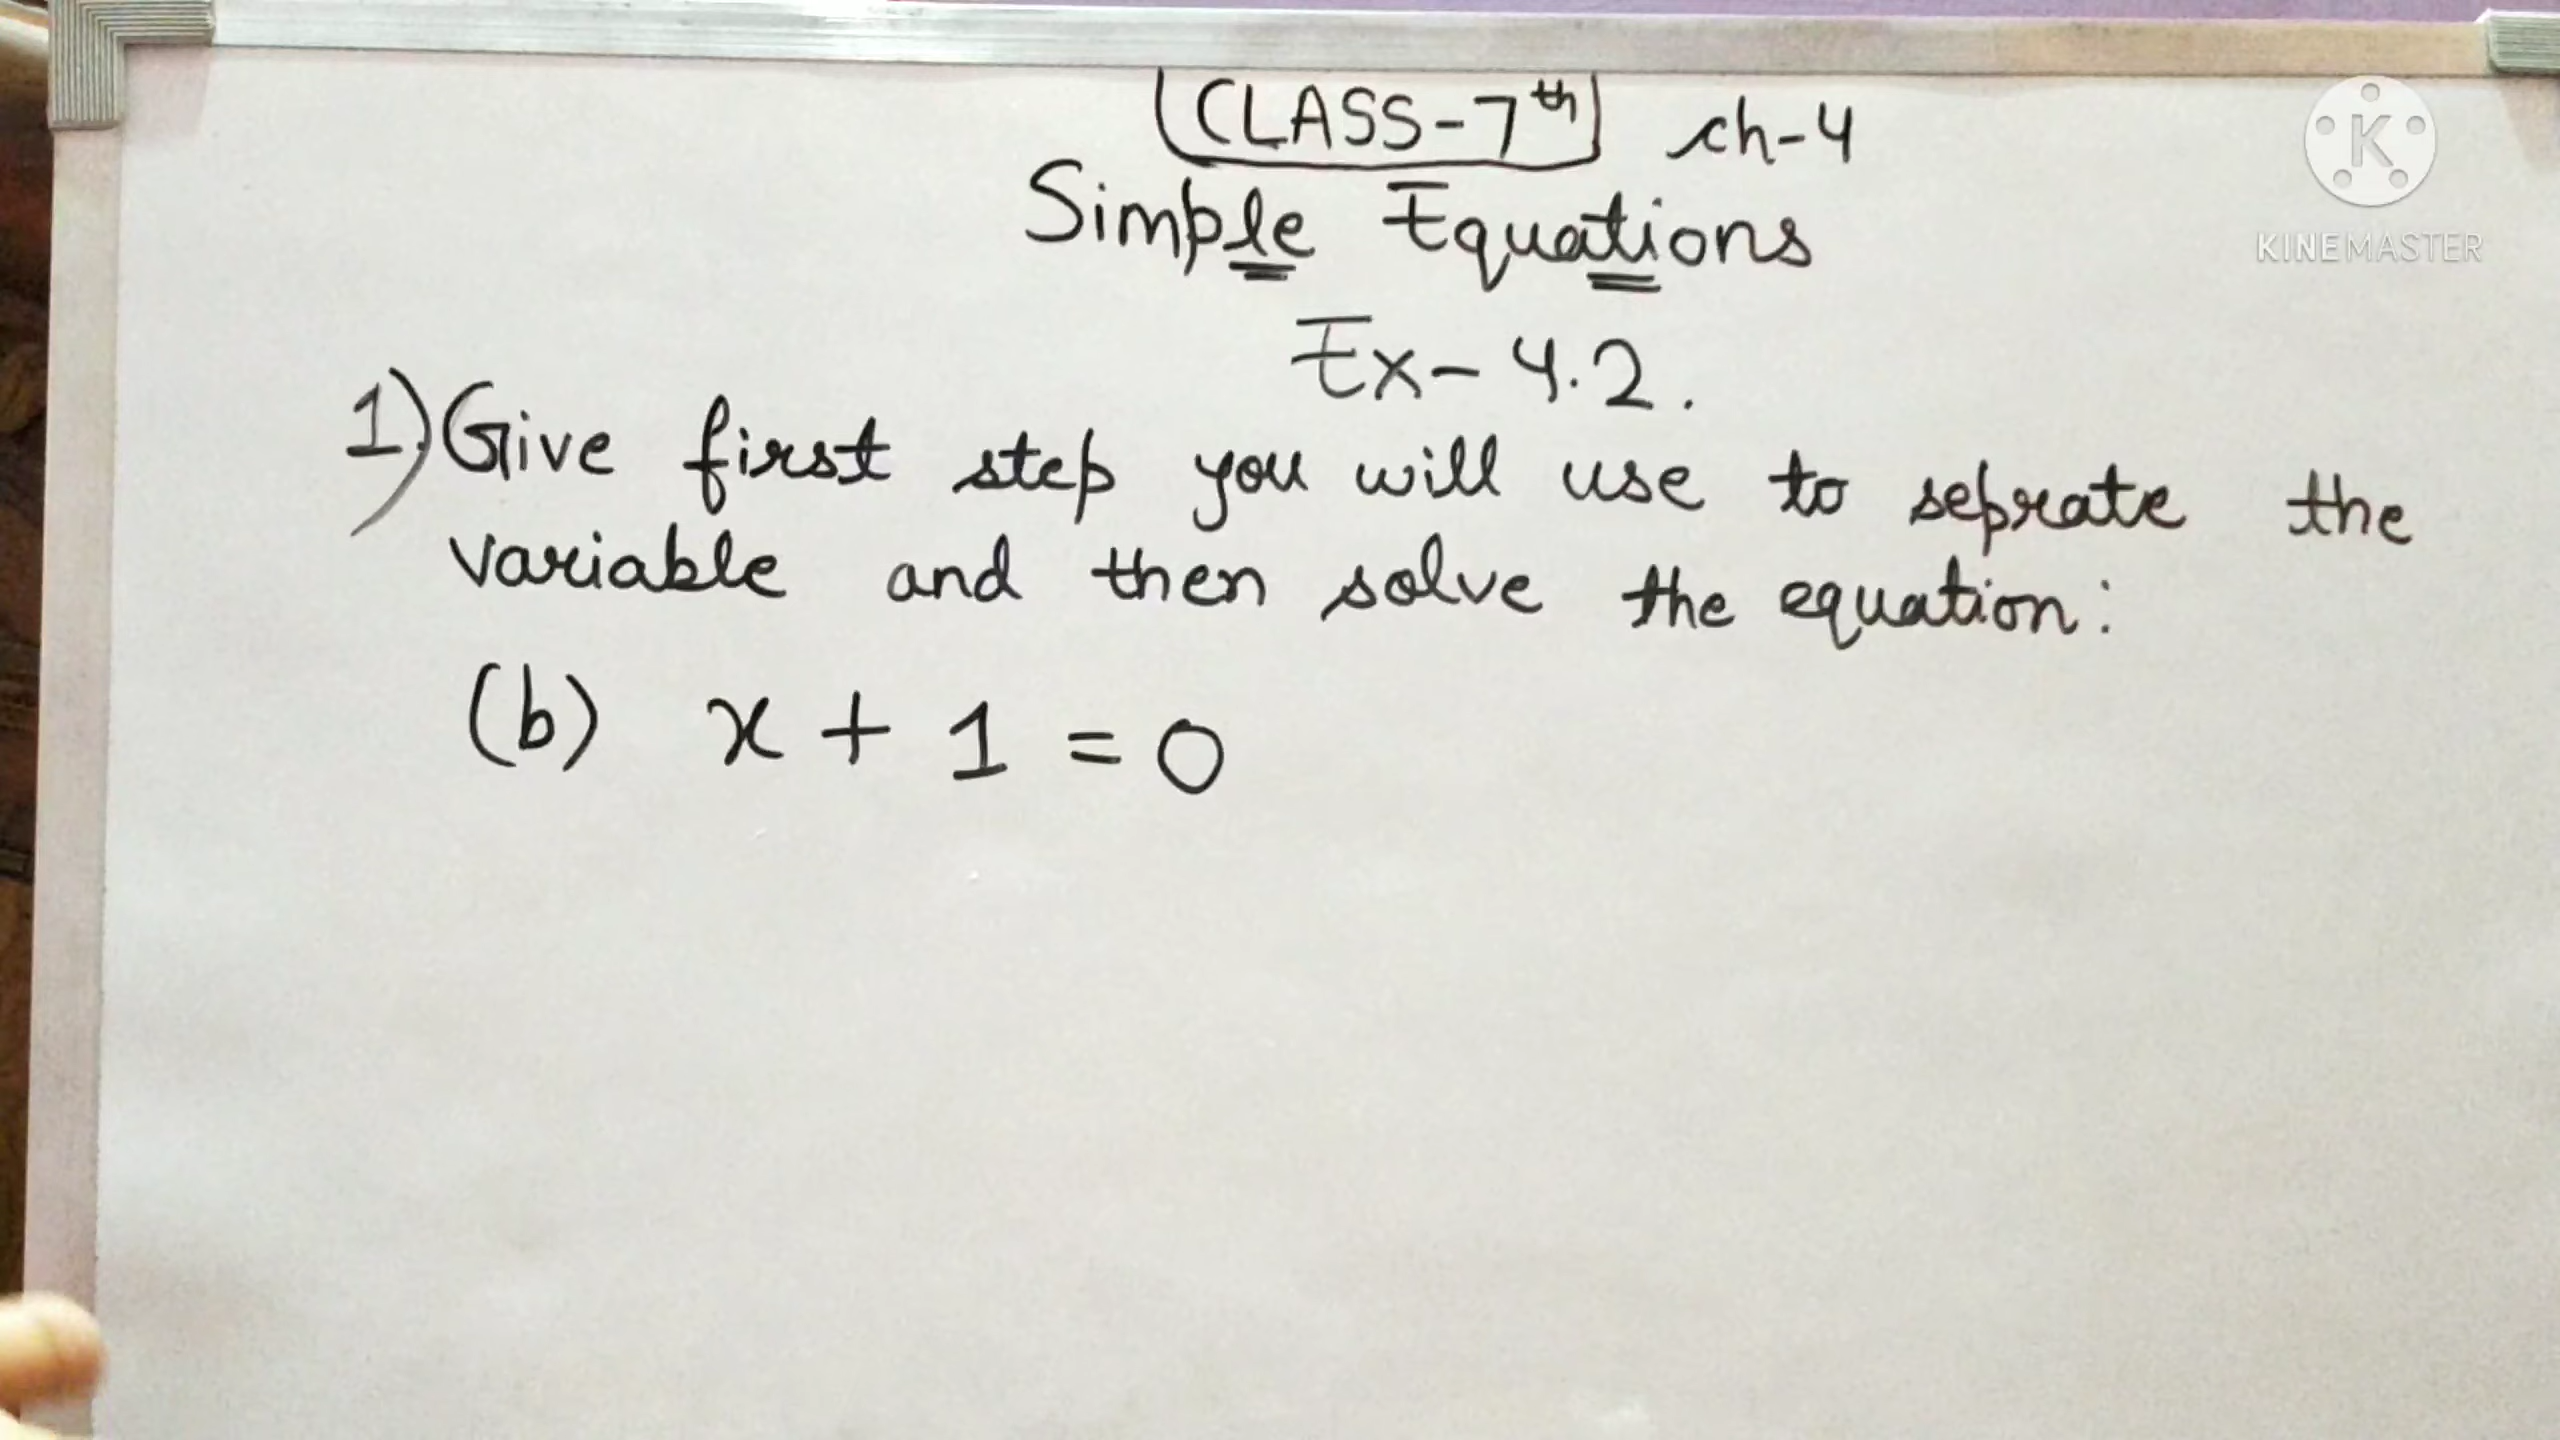 CLASS-7th ch-4
Simple Equations
Ex-4.2.
1) Give first step you will use to seprate the
variable and then solve the equation:
(b) x + 1 = 0
K
KINEMASTER